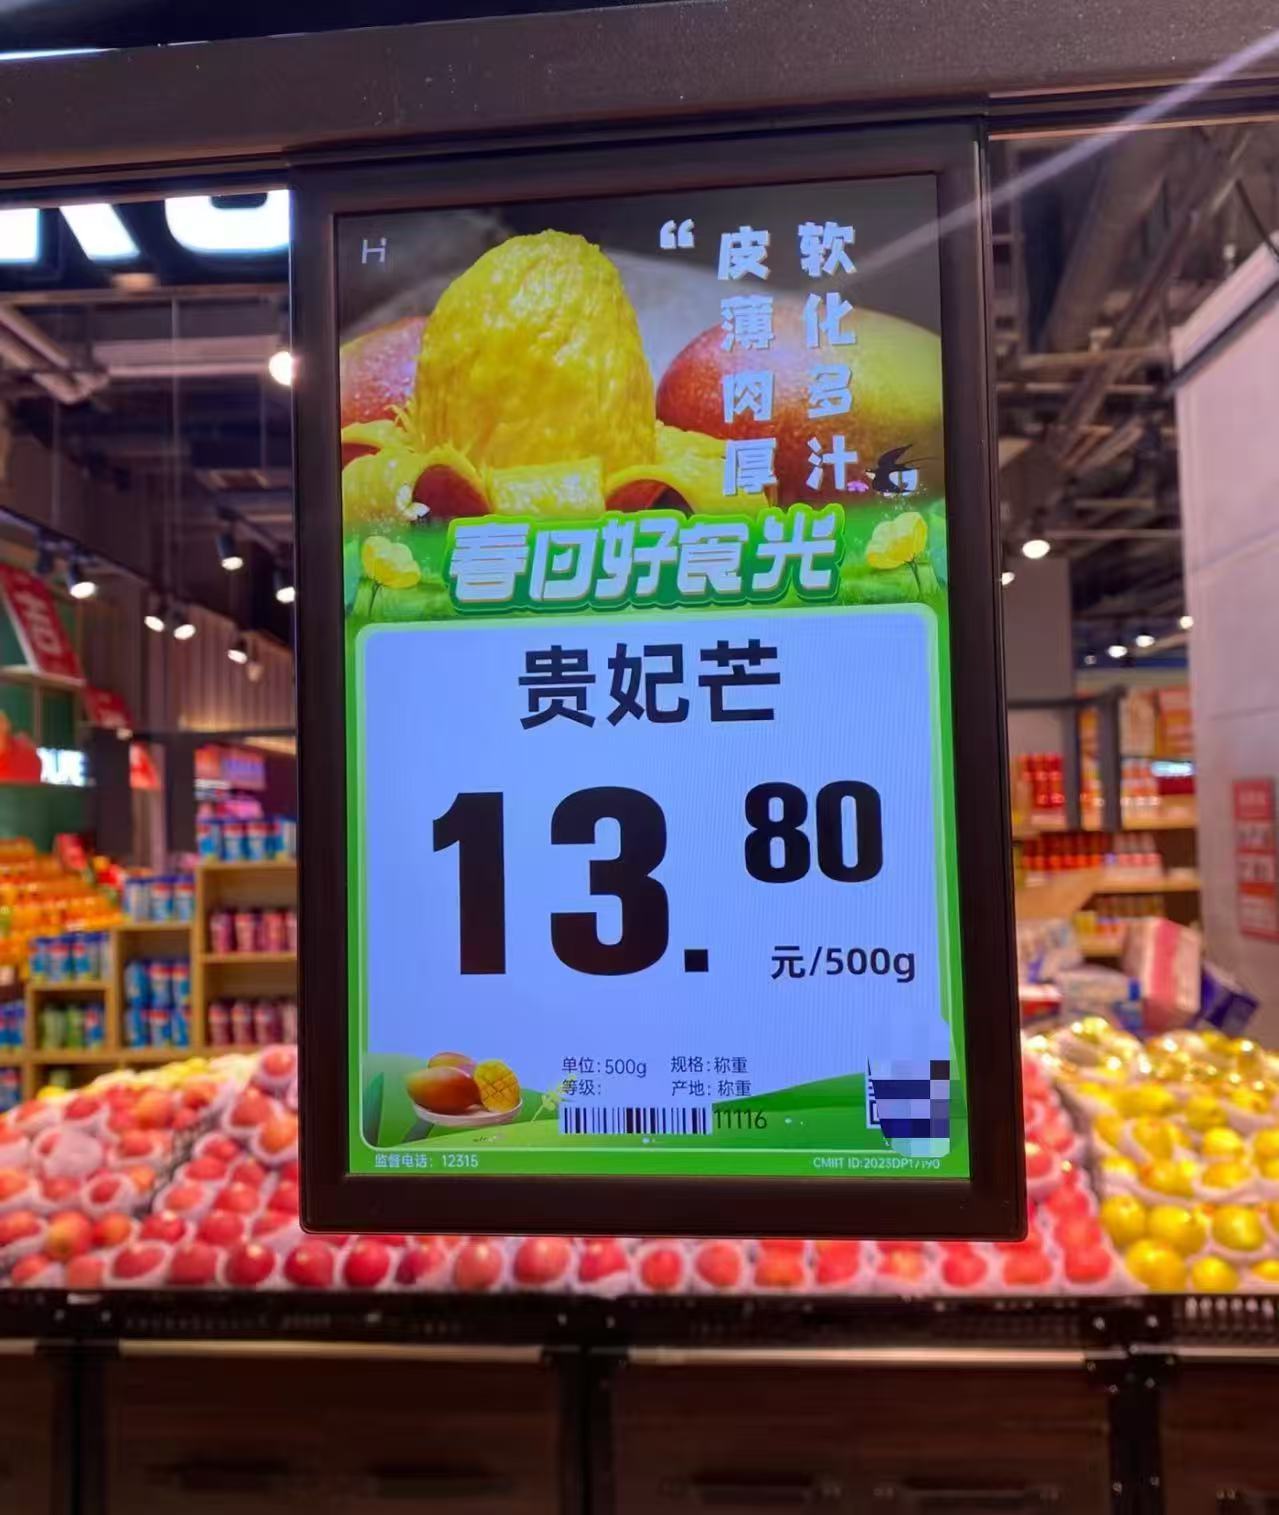 H
“
软化多汁
皮薄肉厚
”
春日好食光
贵妃芒
13.80
元/500g
单位:500g 规格:称重
等级: 产地:称重
11116
监督电话：12315